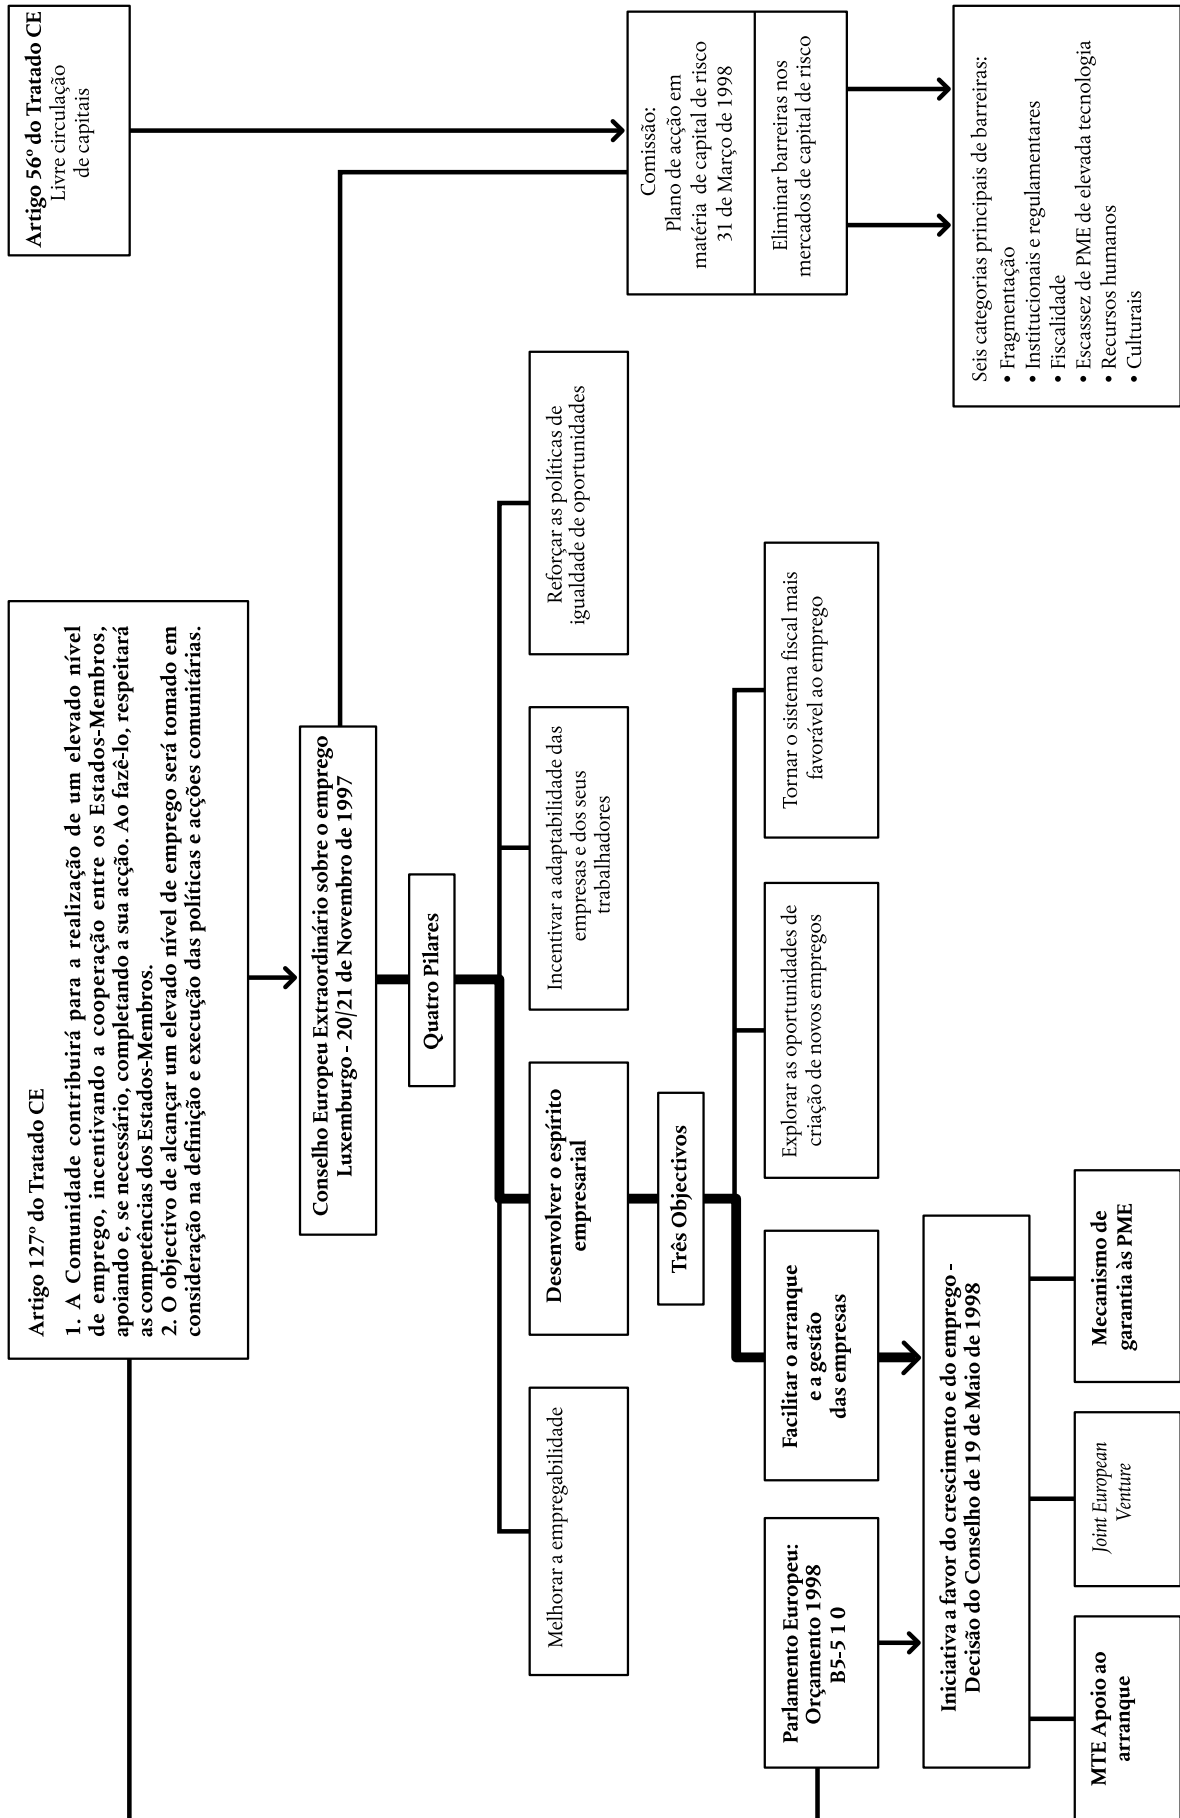 Artigo 127º do Tratado CE
1. A Comunidade contribuirá para a realização de um elevado nível
de emprego, incentivando a cooperação entre os Estados-Membros,
apoiando e, se necessário, completando a sua acção. Ao fazê-lo, respeitará
as competências dos Estados-Membros.
2. O objectivo de alcançar um elevado nível de emprego será tomado em
consideração na definição e execução das políticas e acções comunitárias.
Artigo 56º do Tratado CE
Livre circulação
de capitais
Conselho Europeu Extraordinário sobre o emprego
Luxemburgo - 20/21 de Novembro de 1997
Quatro Pilares
Melhorar a empregabilidade
Desenvolver o espírito
empresarial
Incentivar a adaptabilidade das
empresas e dos seus
trabalhadores
Reforçar as políticas de
igualdade de oportunidades
Comissão:
Plano de acção em
matéria de capital de risco
31 de Março de 1998
Eliminar barreiras nos
mercados de capital de risco
Três Objectivos
Parlamento Europeu:
Orçamento 1998
B5-5 1 0
Facilitar o arranque
e a gestão
das empresas
Explorar as oportunidades de
criação de novos empregos
Tornar o sistema fiscal mais
favorável ao emprego
Iniciativa a favor do crescimento e do emprego -
Decisão do Conselho de 19 de Maio de 1998
Seis categorias principais de barreiras:
• Fragmentação
• Institucionais e regulamentares
• Fiscalidade
• Escassez de PME de elevada tecnologia
• Recursos humanos
• Culturais
MTE Apoio ao
arranque
Joint European
Venture
Mecanismo de
garantia às PME